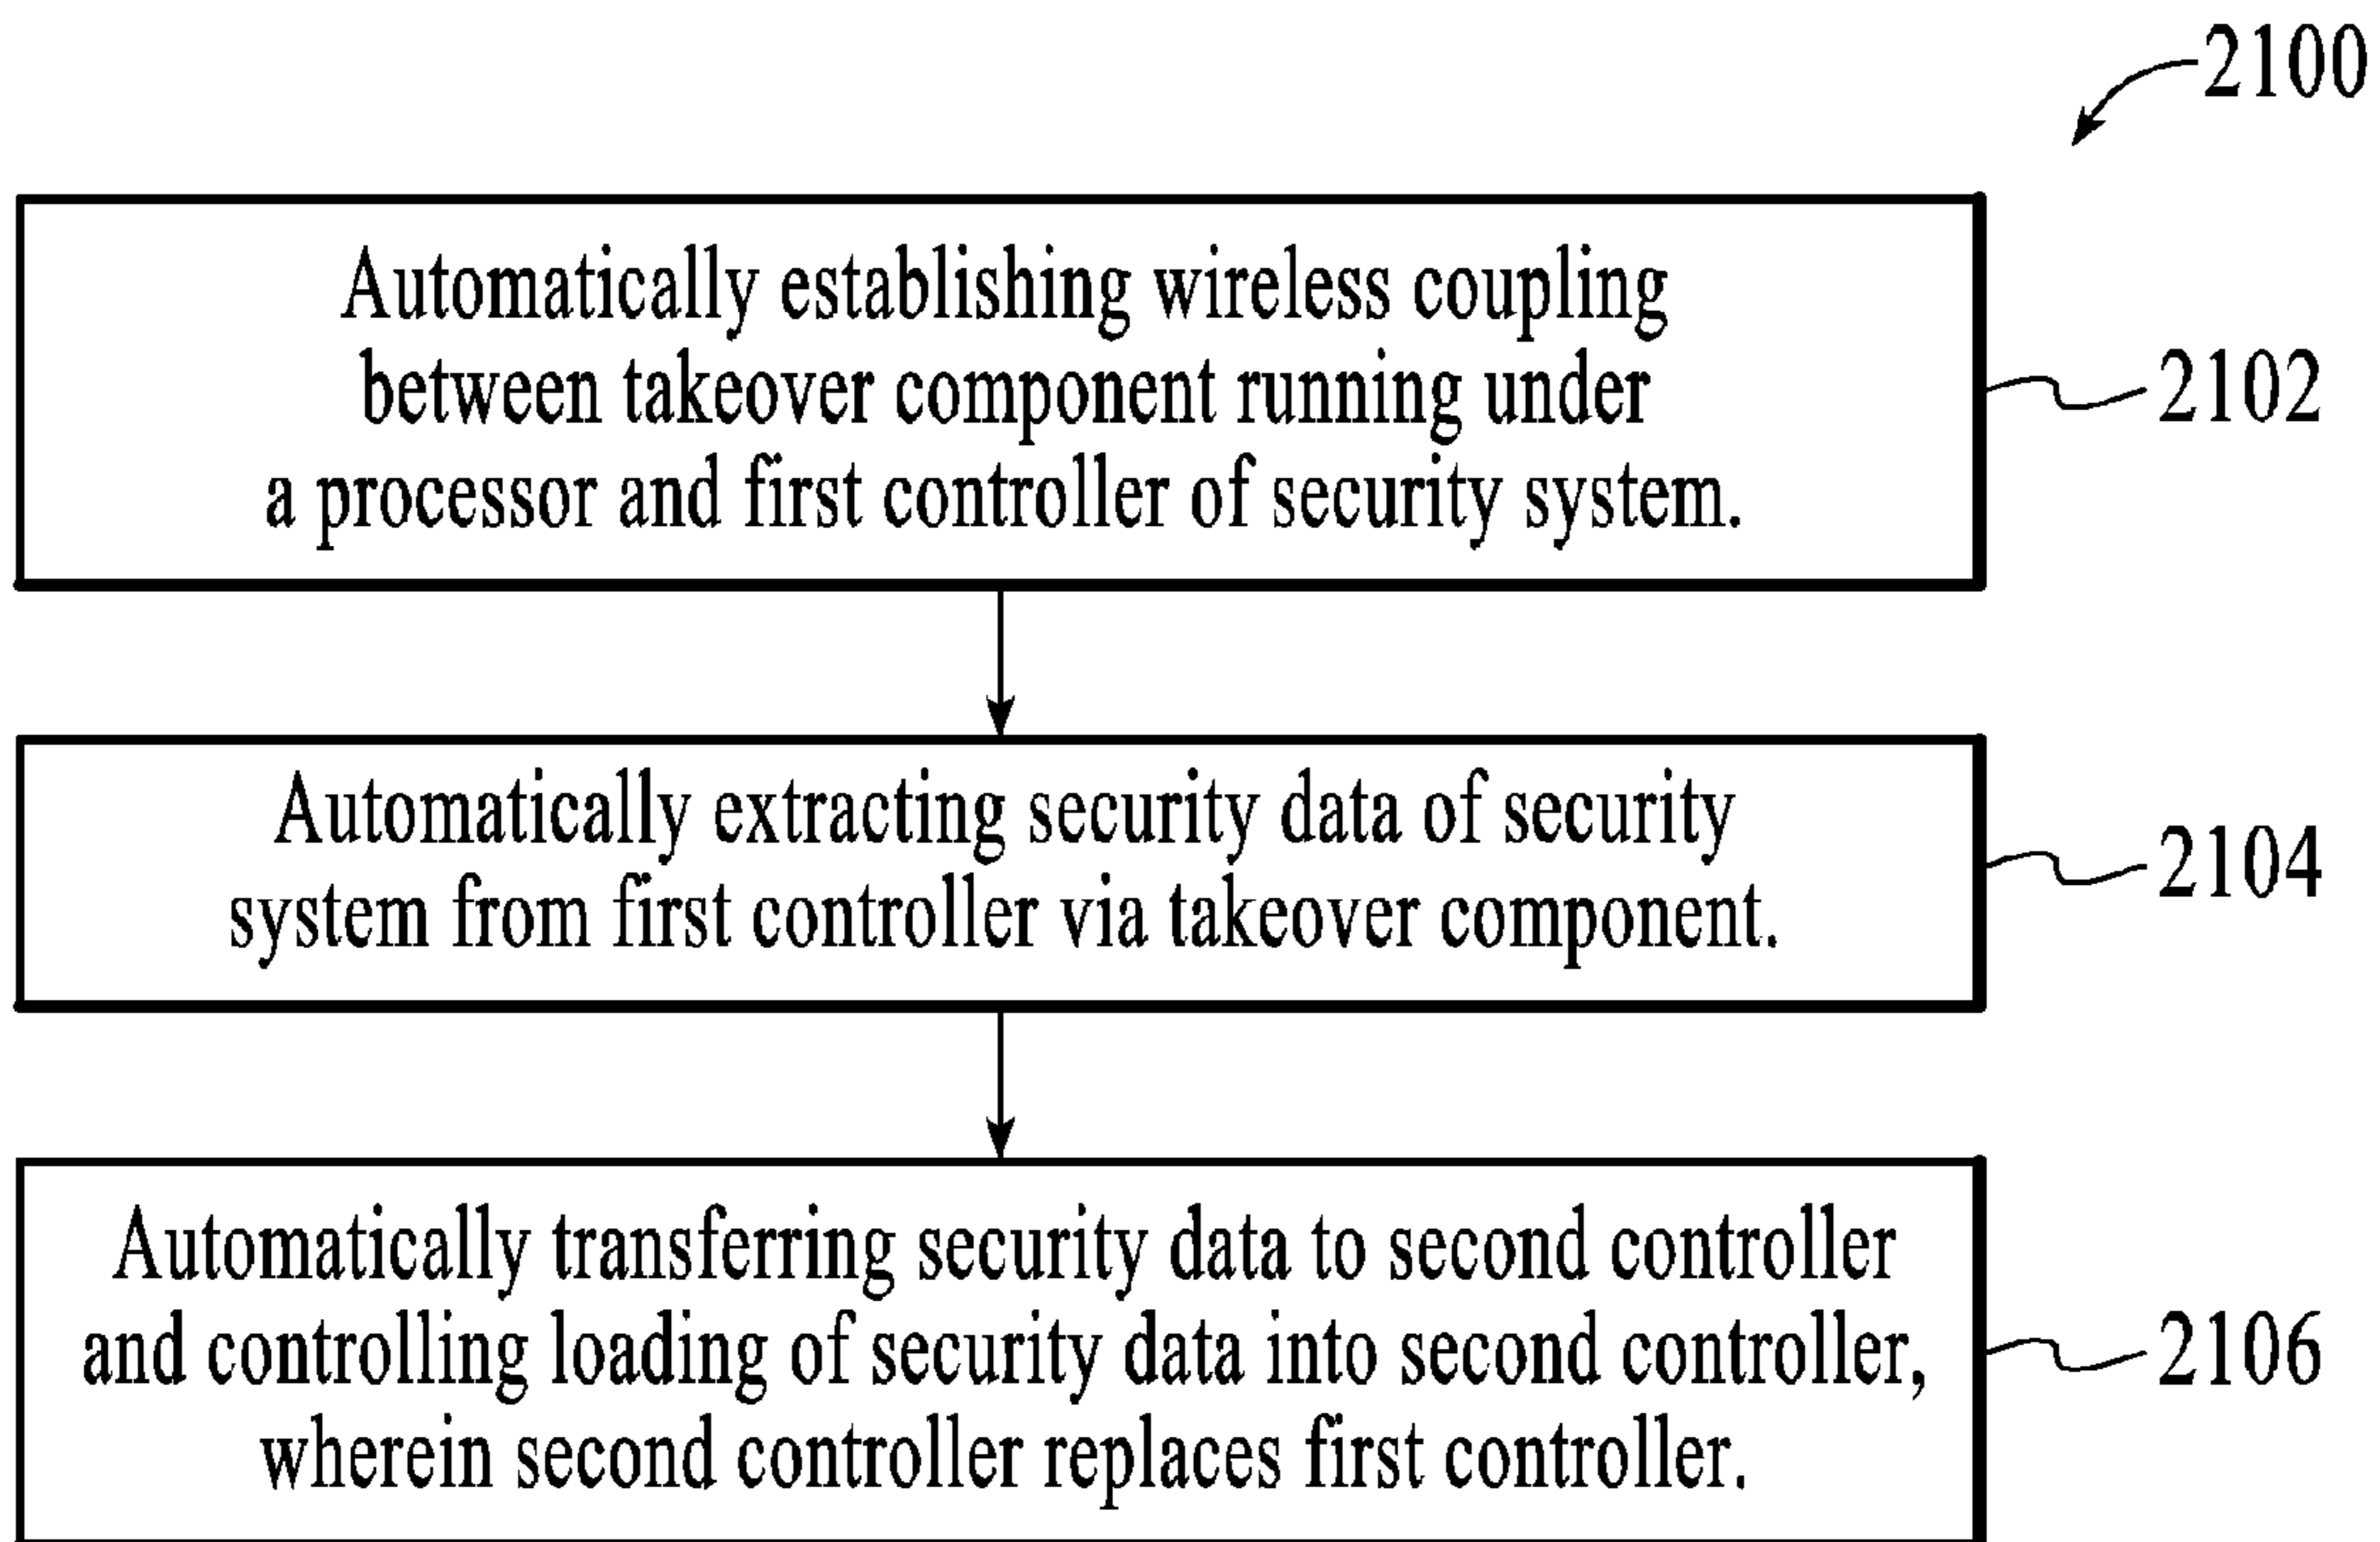 2100
Automatically establishing wireless coupling
between takeover component running under
a processor and first controller of security system.
2102
Automatically extracting security data of security
system from first controller via takeover component.
2104
Automatically transferring security data to second controller
and controlling loading of security data into second controller,
wherein second controller replaces first controller.
2106